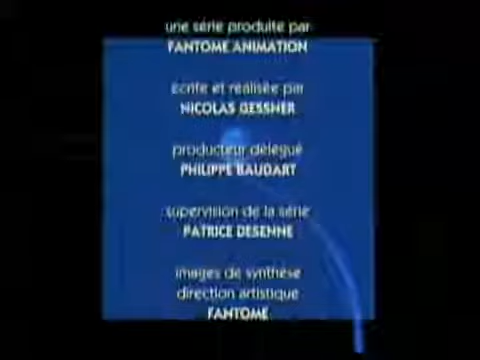 une série produite par
FANTOME ANIMATION
écrite et réalisée par
NICOLAS GESSNER
producteur délégué
PHILIPPE BAUDART
supervision de la série
PATRICE DESENNE
images de synthèse
direction artistique
FANTOME